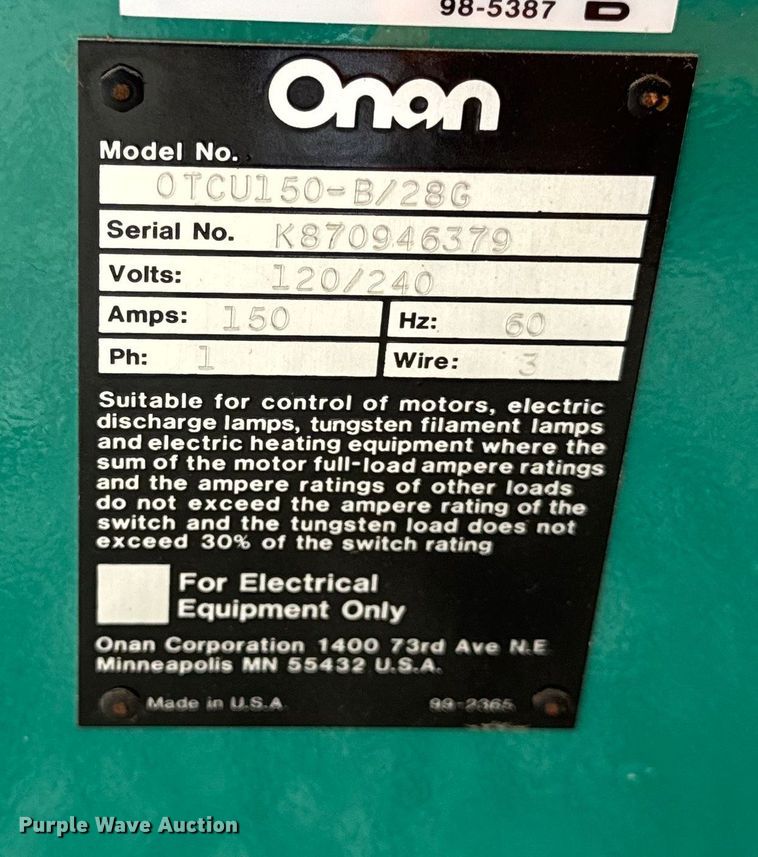 98-5387 D
Onan
Model No.
OTCU150-B/28G
Serial No. K870946379
Volts: 120/240
Amps: 150 Hz: 60
Ph: 1 Wire: 3
Suitable for control of motors, electric
discharge lamps, tungsten filament lamps
and electric heating equipment where the
sum of the motor full-load ampere ratings
and the ampere ratings of other loads
do not exceed the ampere rating of the
switch and the tungsten load does not
exceed 30% of the switch rating
For Electrical
Equipment Only
Onan Corporation 1400 73rd Ave N.E
Minneapolis MN 55432 U.S.A.
Made in U.S.A 99-2365
Purple Wave Auction